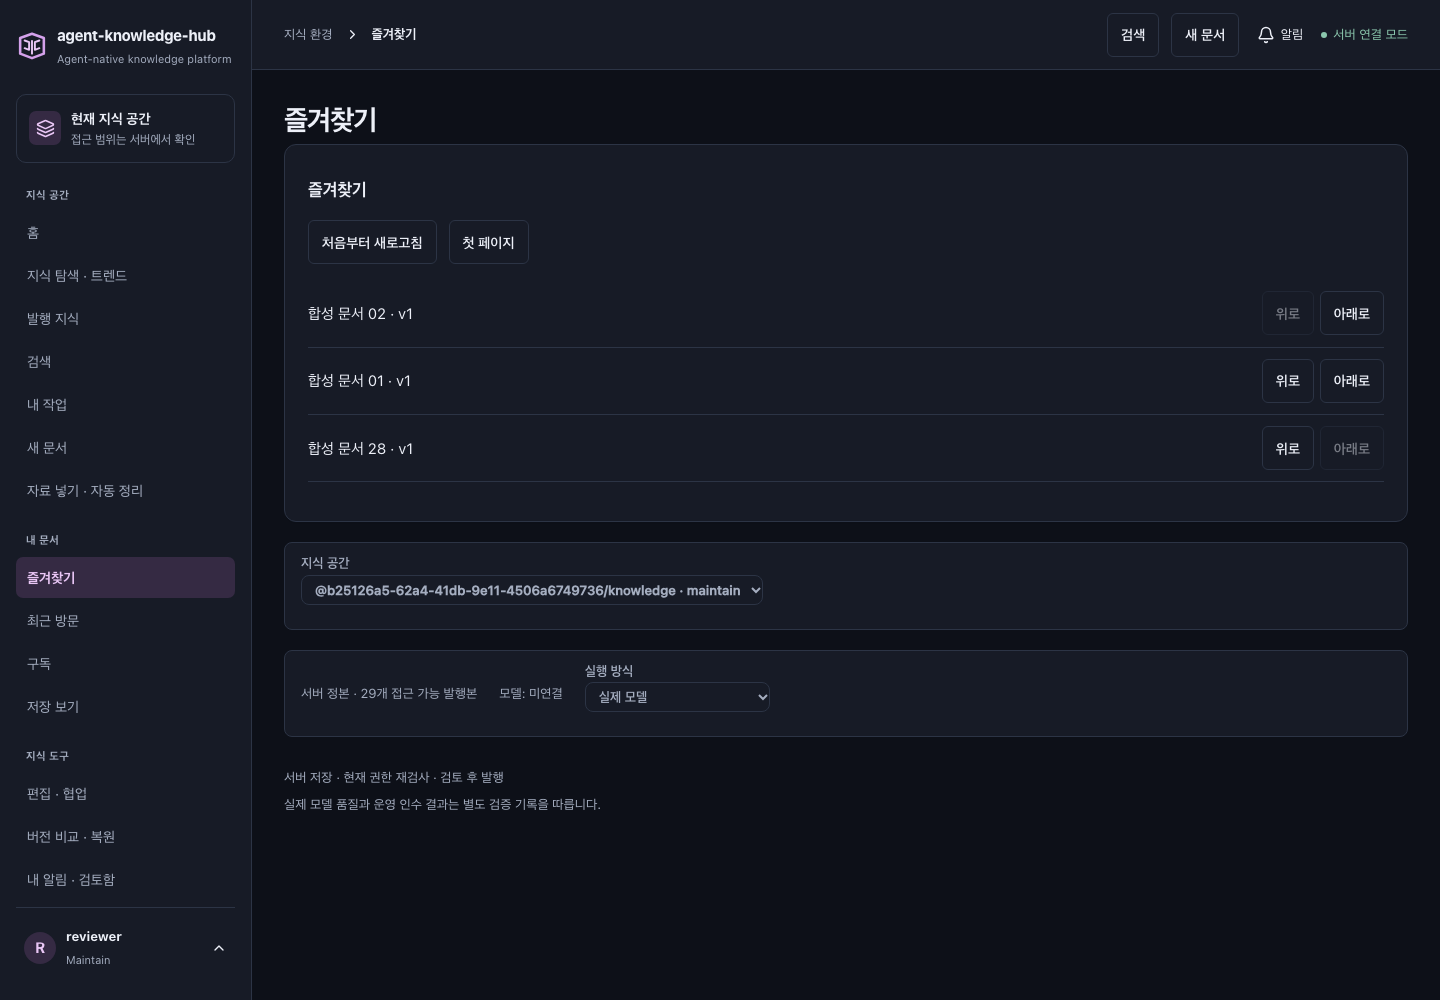 agent-knowledge-hub
Agent-native knowledge platform
현재 지식 공간
접근 범위는 서버에서 확인
지식 공간
홈
지식 탐색 · 트렌드
발행 지식
검색
내 작업
새 문서
자료 넣기 · 자동 정리
내 문서
즐겨찾기
최근 방문
구독
저장 보기
지식 도구
편집 · 협업
버전 비교 · 복원
내 알림 · 검토함
R
reviewer
Maintain
지식 환경 즐겨찾기
검색
새 문서
알림
서버 연결 모드
즐겨찾기
즐겨찾기
처음부터 새로고침
첫 페이지
합성 문서 02 · v1 위로 아래로
합성 문서 01 · v1 위로 아래로
합성 문서 28 · v1 위로 아래로
지식 공간
@b25126a5-62a4-41db-9e11-4506a6749736/knowledge · maintain
서버 정본 · 29개 접근 가능 발행본
모델: 미연결
실행 방식
실제 모델
서버 저장 · 현재 권한 재검사 · 검토 후 발행
실제 모델 품질과 운영 인수 결과는 별도 검증 기록을 따릅니다.